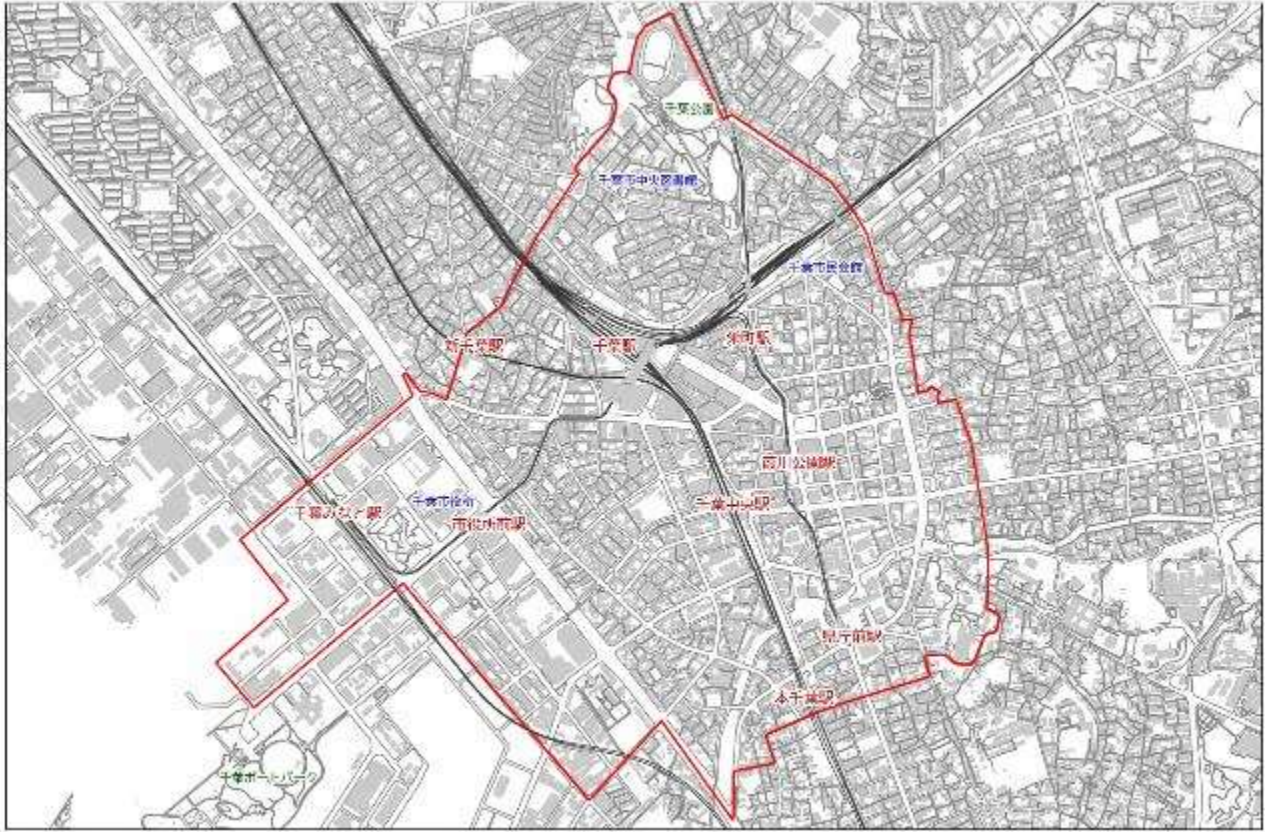 千葉公園
千葉市中央図書館
千葉市民会館
新千葉駅
千葉駅
栄町駅
葭川公園駅
千葉市役所
千葉みなと駅
市役所前駅
千葉中央駅
県庁前駅
本千葉駅
千葉ポートパーク